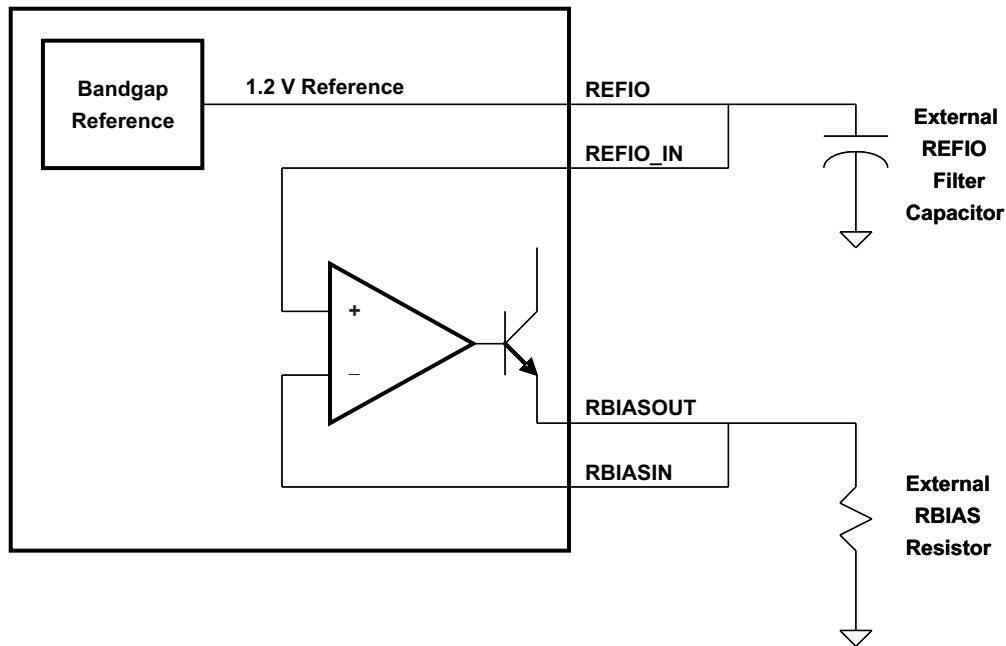 Bandgap
Reference
1.2 V Reference
REFIO
REFIO_IN
External
REFIO
Filter
Capacitor
+
–
RBIASOUT
RBIASIN
External
RBIAS
Resistor